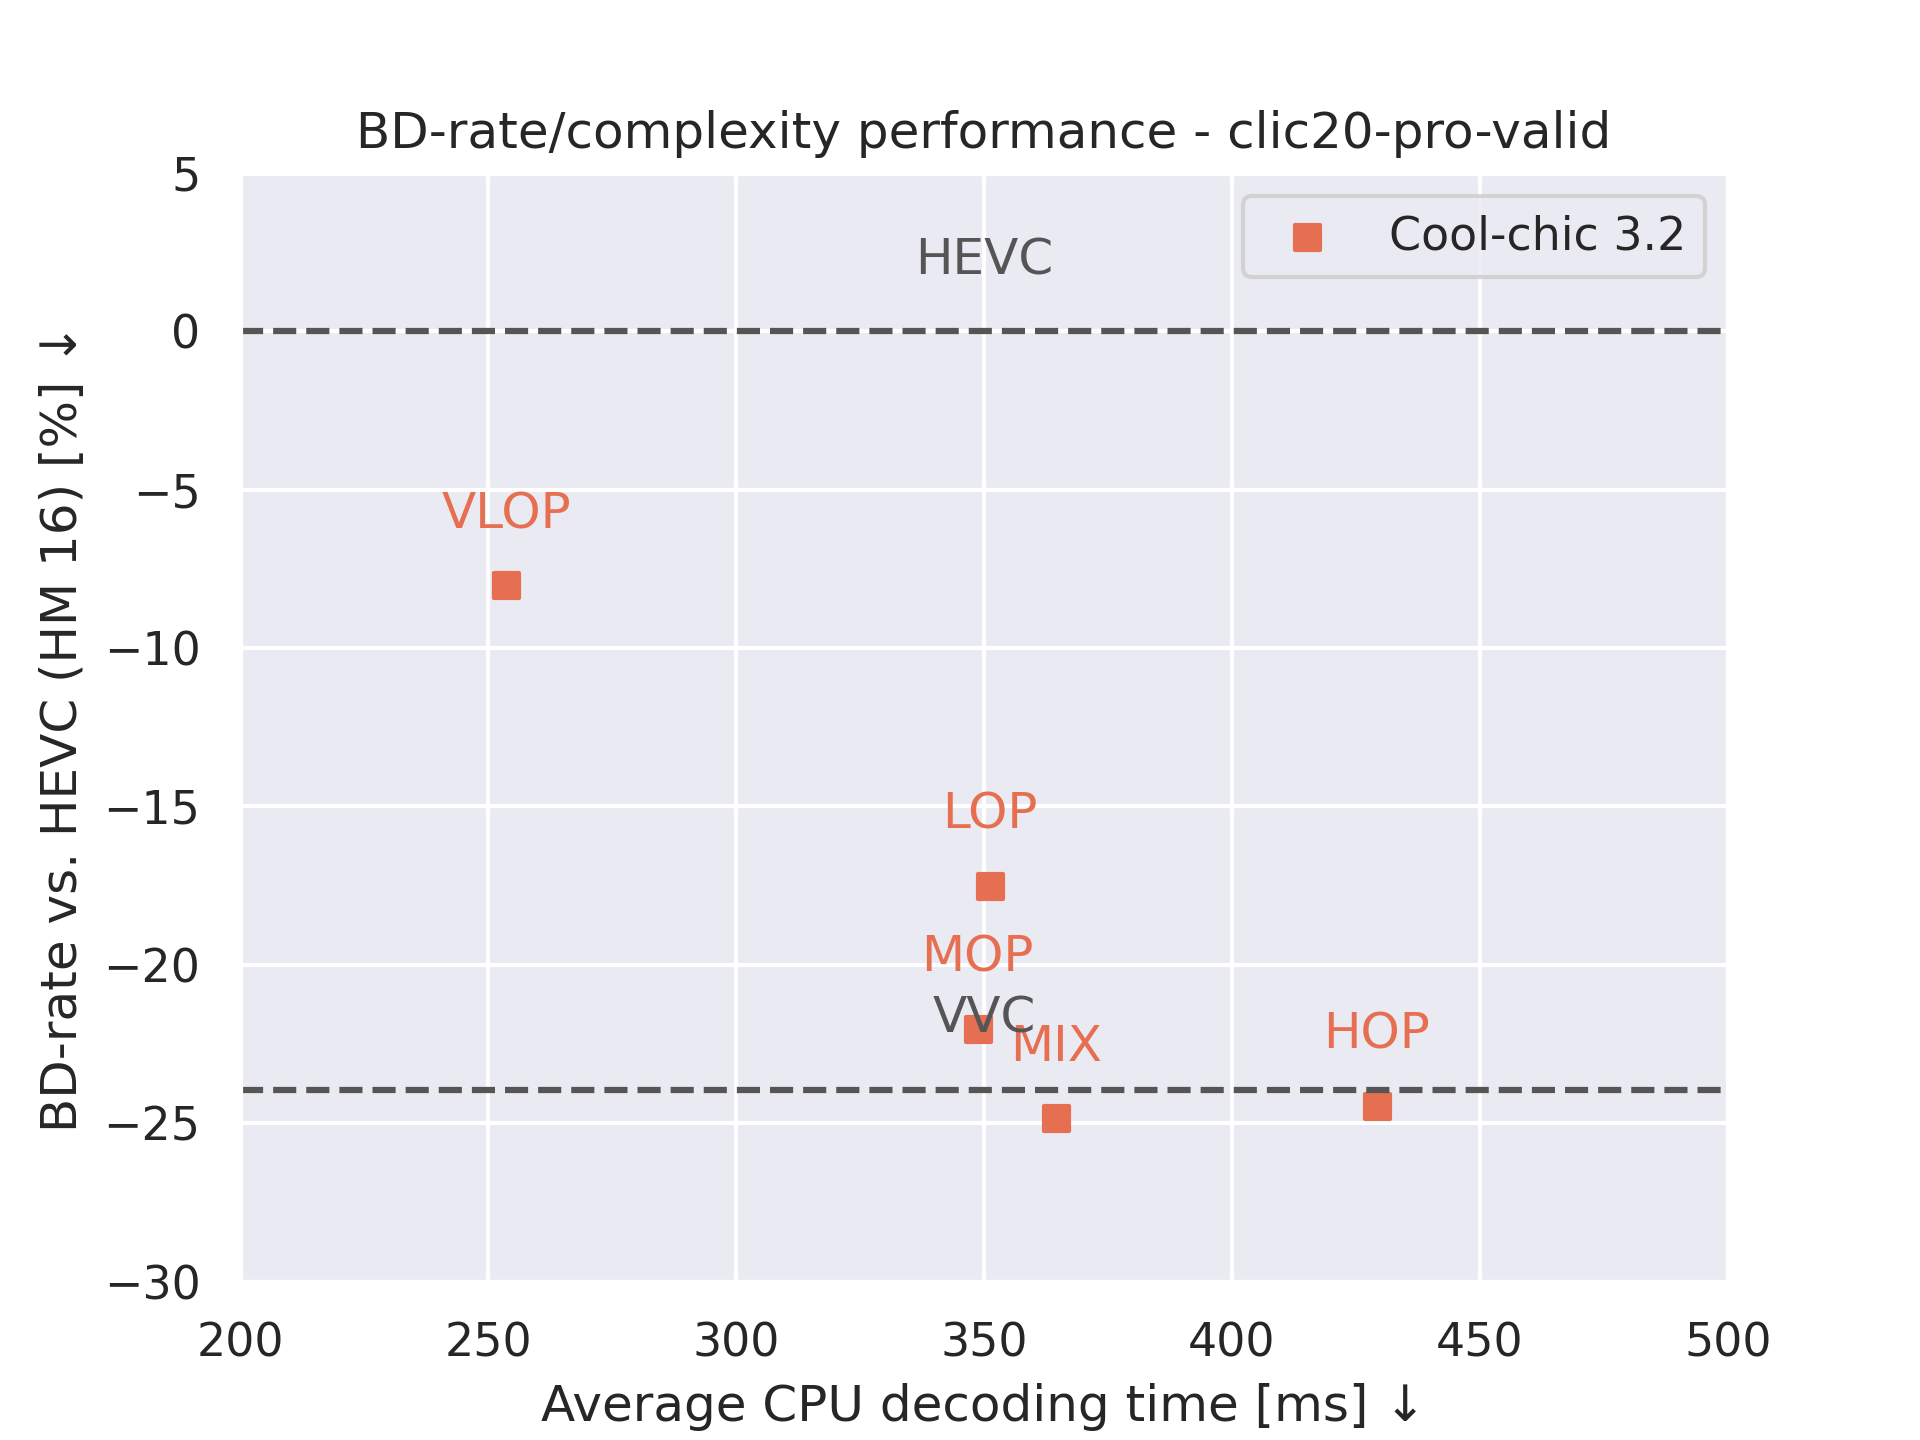 BD-rate/complexity performance - clic20-pro-valid
5
0
−5
−10
−15
−20
−25
−30
BD-rate vs. HEVC (HM 16) [%] ↓
HEVC
Cool-chic 3.2
VLOP
LOP
MOP
VVC
MIX
HOP
200 250 300 350 400 450 500
Average CPU decoding time [ms] ↓